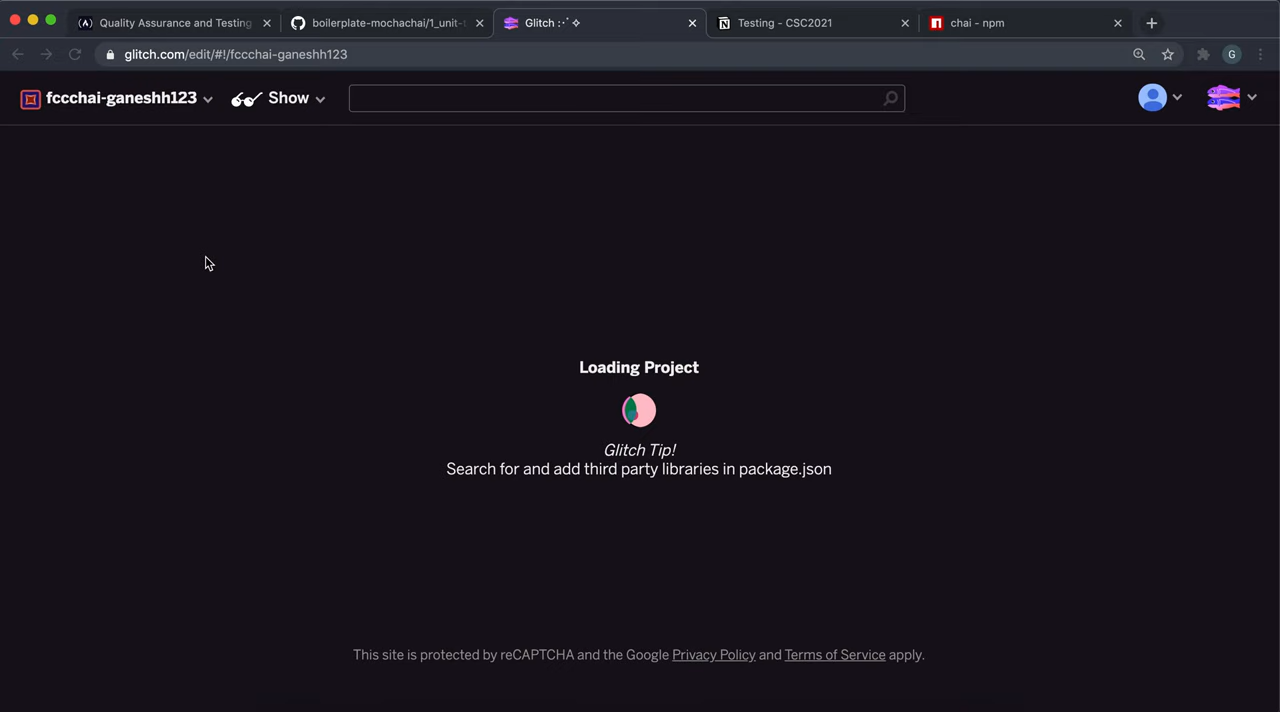 Quality Assurance and Testing
boilerplate-mochachai/1_unit-t
Glitch :·ﾞ✧
Testing - CSC2021
chai - npm
glitch.com/edit/#!/fccchai-ganeshh123
G
fccchai-ganeshh123
Show
Loading Project
Glitch Tip!
Search for and add third party libraries in package.json
This site is protected by reCAPTCHA and the Google Privacy Policy and Terms of Service apply.